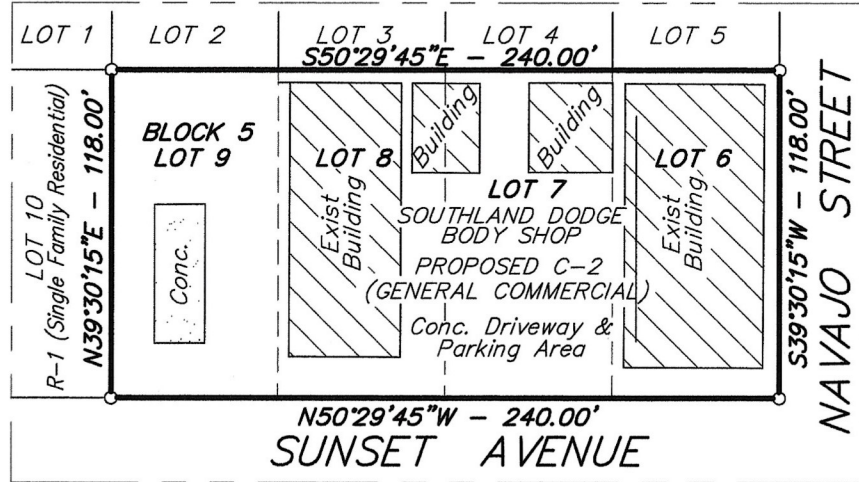 LOT 1
LOT 2
LOT 3
LOT 4
LOT 5
S50°29'45"E - 240.00'
LOT 10
R-1 (Single Family Residential)
N39°30'15"E - 118.00'
BLOCK 5
LOT 9
Conc.
LOT 8
Exist
Building
Building
Building
LOT 7
SOUTHLAND DODGE
BODY SHOP
PROPOSED C-2
(GENERAL COMMERCIAL)
Conc. Driveway &
Parking Area
LOT 6
Exist
Building
S39°30'15"W - 118.00'
NAVAJO STREET
N50°29'45"W - 240.00'
SUNSET AVENUE